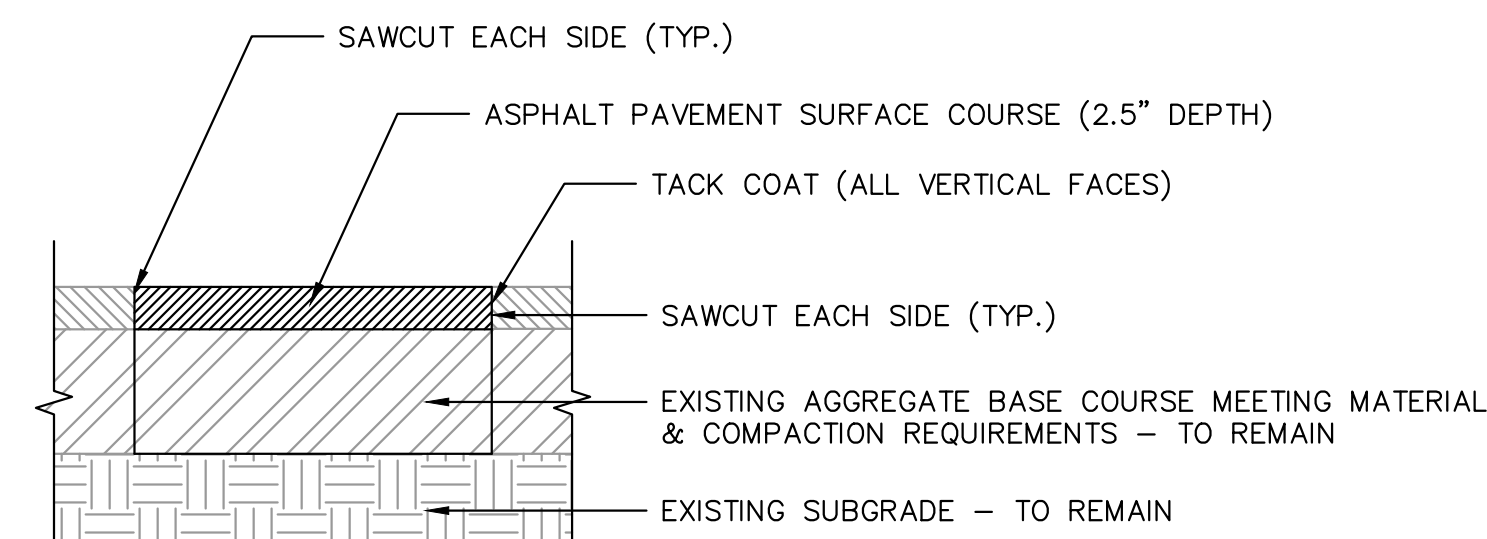 SAWCUT EACH SIDE (TYP.)
ASPHALT PAVEMENT SURFACE COURSE (2.5” DEPTH)
TACK COAT (ALL VERTICAL FACES)
SAWCUT EACH SIDE (TYP.)
EXISTING AGGREGATE BASE COURSE MEETING MATERIAL
& COMPACTION REQUIREMENTS – TO REMAIN
EXISTING SUBGRADE – TO REMAIN